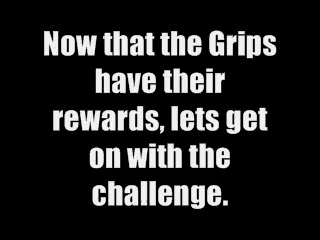 Now that the Grips
have their
rewards, lets get
on with the
challenge.